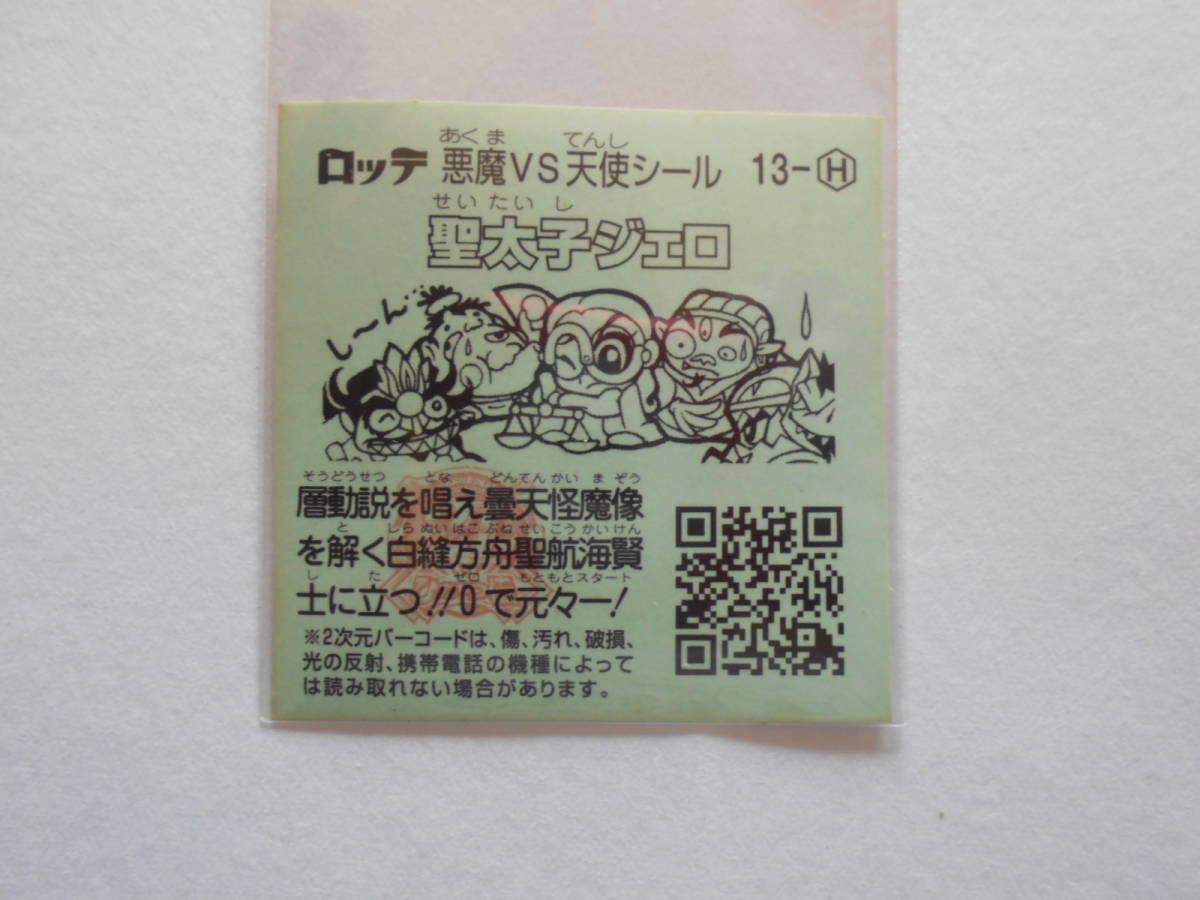 あくま てんし
ロッテ 悪魔VS天使シール 13-H
せいたいし
聖太子ジェロ
し〜ん
そうどうせつ とな どんてんかいまぞう
層動説を唱え曇天怪魔像
と しらぬいはこぶねせいこうかいけん
を解く白縫方舟聖航海賢
し た ゼロ もともとスタート
士に立つ!!0で元々ー!
※2次元バーコードは、傷、汚れ、破損、
光の反射、携帯電話の機種によって
は読み取れない場合があります。